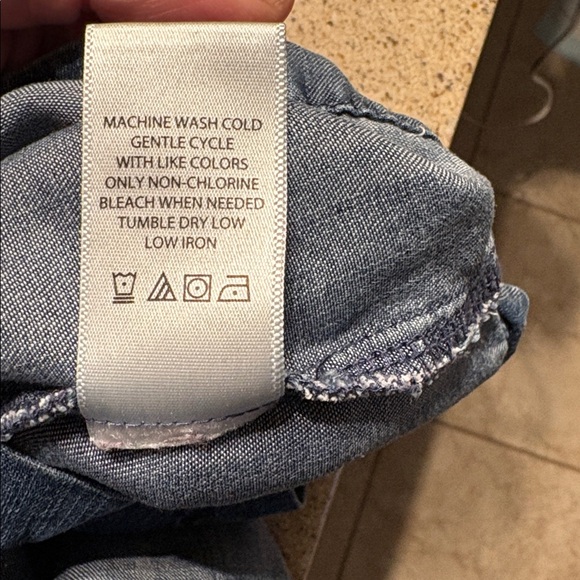 MACHINE WASH COLD
GENTLE CYCLE
WITH LIKE COLORS
ONLY NON-CHLORINE
BLEACH WHEN NEEDED
TUMBLE DRY LOW
LOW IRON